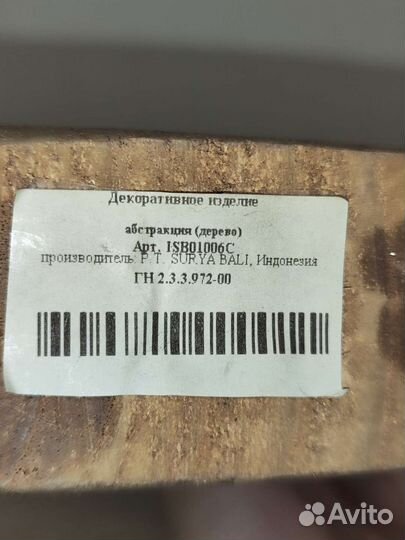 Декоративное изделие
абстракция (дерево)
Арт. ISB01006C
производитель: P.T. SURYA BALI, Индонезия
ГН 2.3.3.972-00
Avito